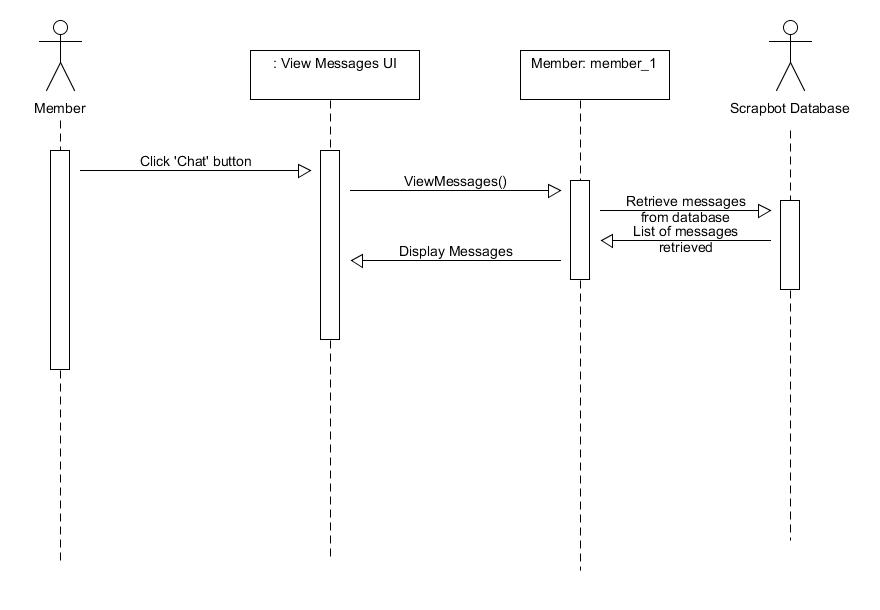 : View Messages UI
Member: member_1
Member
Scrapbot Database
Click 'Chat' button
ViewMessages()
Retrieve messages
from database
List of messages
retrieved
Display Messages